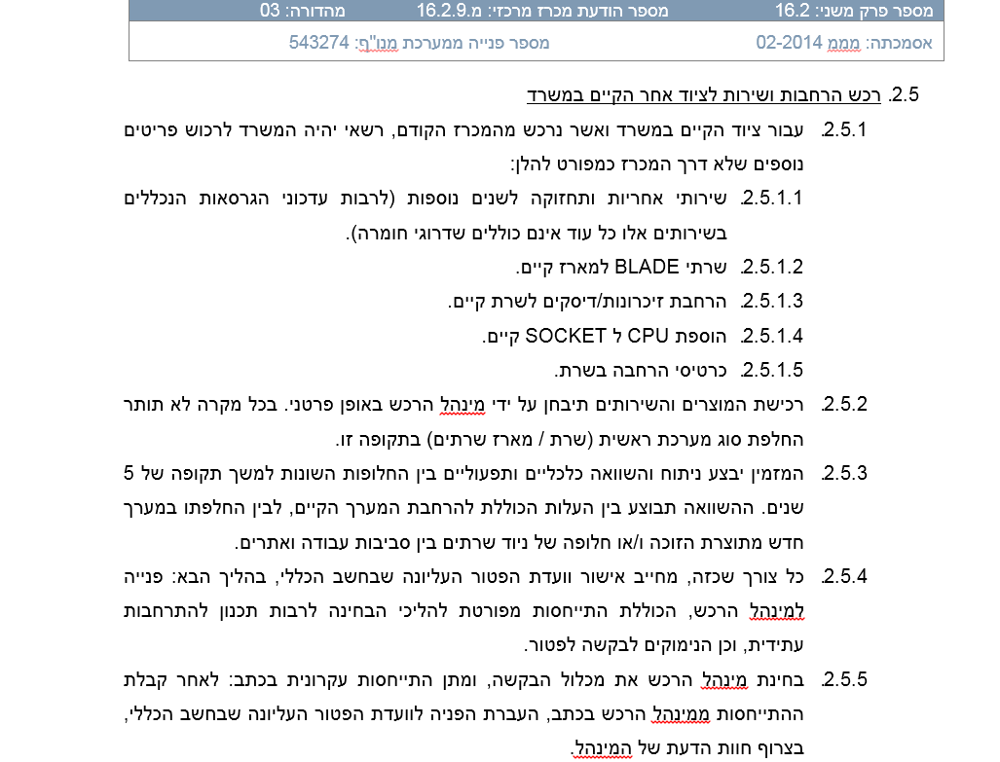 מספר פרק משני: 16.2 מספר הודעת מכרז מרכזי: מ.16.2.9 מהדורה: 03
אסמכתה: מממ 02-2014 מספר פנייה ממערכת מנו"ף: 543274
2.5. רכש הרחבות ושירות לציוד אחר הקיים במשרד
2.5.1. עבור ציוד הקיים במשרד ואשר נרכש מהמכרז הקודם, רשאי יהיה המשרד לרכוש פריטים
נוספים שלא דרך המכרז כמפורט להלן:
2.5.1.1. שירותי אחריות ותחזוקה לשנים נוספות (לרבות עדכוני הגרסאות הנכללים
בשירותים אלו כל עוד אינם כוללים שדרוגי חומרה).
2.5.1.2. שרתי BLADE למארז קיים.
2.5.1.3. הרחבת זיכרונות/דיסקים לשרת קיים.
2.5.1.4. הוספת CPU ל SOCKET קיים.
2.5.1.5. כרטיסי הרחבה בשרת.
2.5.2. רכישת המוצרים והשירותים תיבחן על ידי מינהל הרכש באופן פרטני. בכל מקרה לא תותר
החלפת סוג מערכת ראשית (שרת / מארז שרתים) בתקופה זו.
2.5.3. המזמין יבצע ניתוח והשוואה כלכליים ותפעוליים בין החלופות השונות למשך תקופה של 5
שנים. ההשוואה תבוצע בין העלות הכוללת להרחבת המערך הקיים, לבין החלפתו במערך
חדש מתוצרת הזוכה ו/או חלופה של ניוד שרתים בין סביבות עבודה ואתרים.
2.5.4. כל צורך שכזה, מחייב אישור וועדת הפטור העליונה שבחשב הכללי, בהליך הבא: פנייה
למינהל הרכש, הכוללת התייחסות מפורטת להליכי הבחינה לרבות תכנון להתרחבות
עתידית, וכן הנימוקים לבקשה לפטור.
2.5.5. בחינת מינהל הרכש את מכלול הבקשה, ומתן התייחסות עקרונית בכתב: לאחר קבלת
ההתייחסות ממינהל הרכש בכתב, העברת הפניה לוועדת הפטור העליונה שבחשב הכללי,
בצרוף חוות הדעת של המינהל.